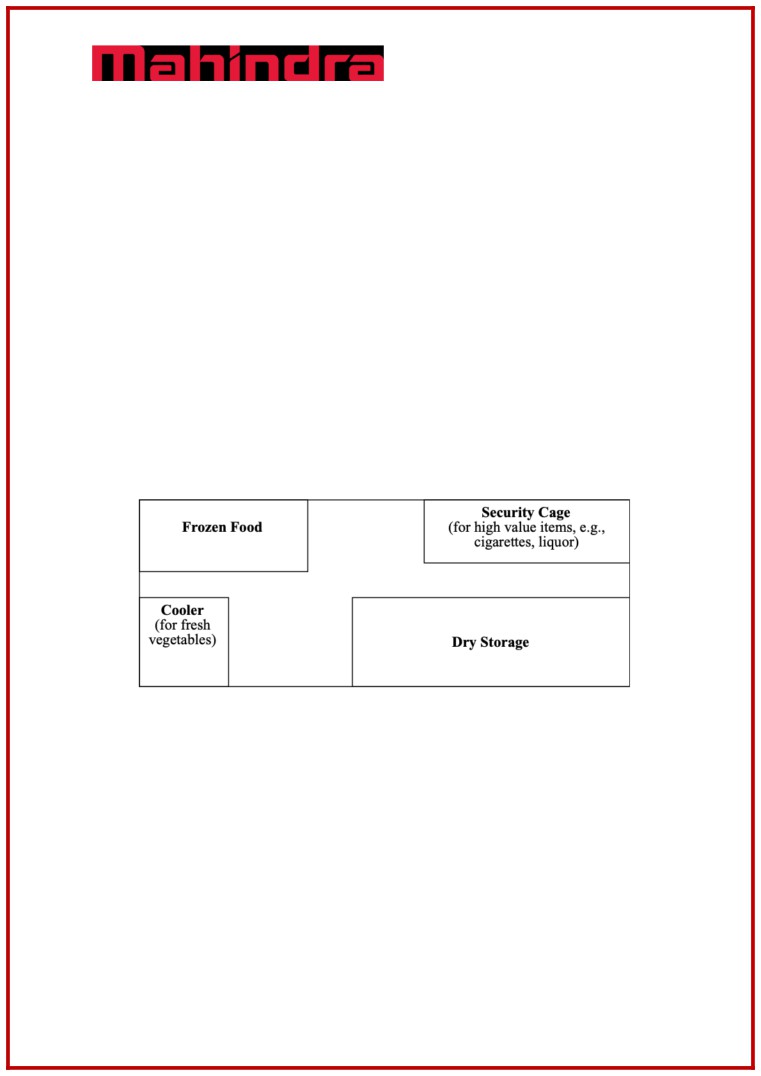 Mahindra
Frozen Food
Security Cage
(for high value items, e.g.,
cigarettes, liquor)
Cooler
(for fresh
vegetables)
Dry Storage